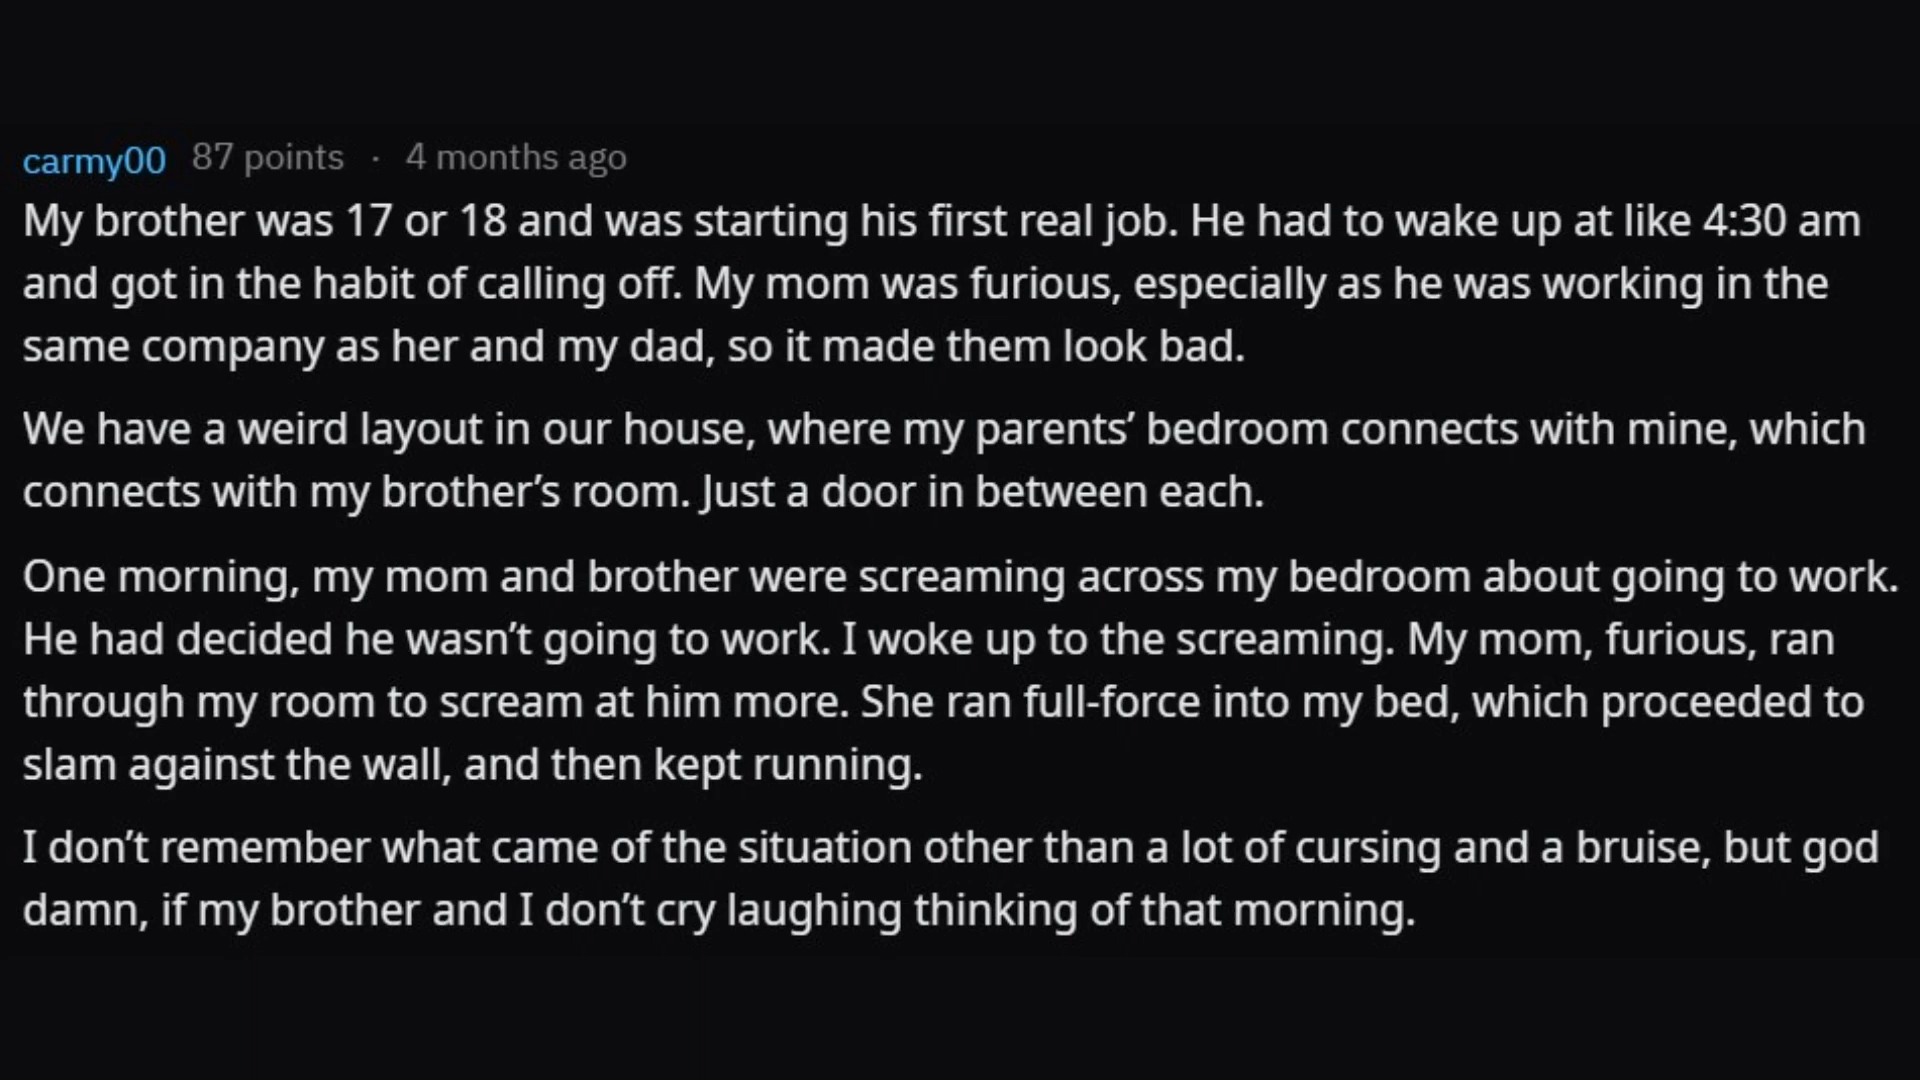 carmy00 87 points · 4 months ago
My brother was 17 or 18 and was starting his first real job. He had to wake up at like 4:30 am
and got in the habit of calling off. My mom was furious, especially as he was working in the
same company as her and my dad, so it made them look bad.
We have a weird layout in our house, where my parents’ bedroom connects with mine, which
connects with my brother’s room. Just a door in between each.
One morning, my mom and brother were screaming across my bedroom about going to work.
He had decided he wasn’t going to work. I woke up to the screaming. My mom, furious, ran
through my room to scream at him more. She ran full-force into my bed, which proceeded to
slam against the wall, and then kept running.
I don’t remember what came of the situation other than a lot of cursing and a bruise, but god
damn, if my brother and I don’t cry laughing thinking of that morning.